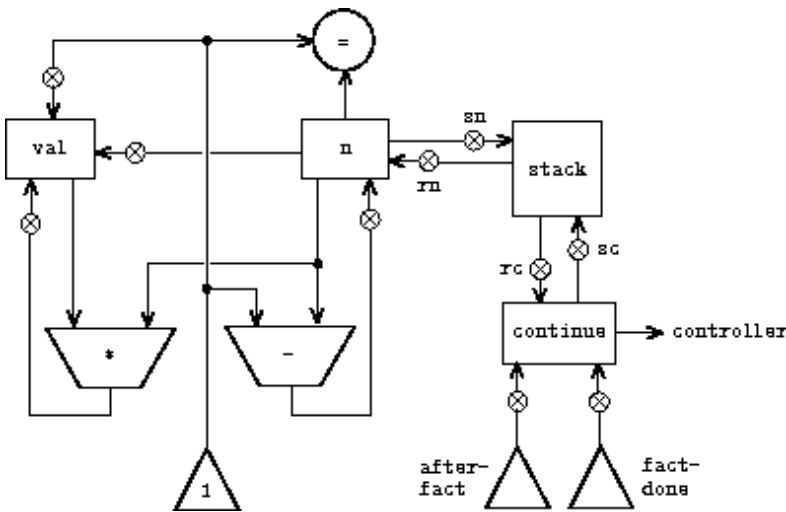 =
sn
val
n
rn
stack
rc
sc
continue
controller
*
-
after-
fact
fact-
done
1